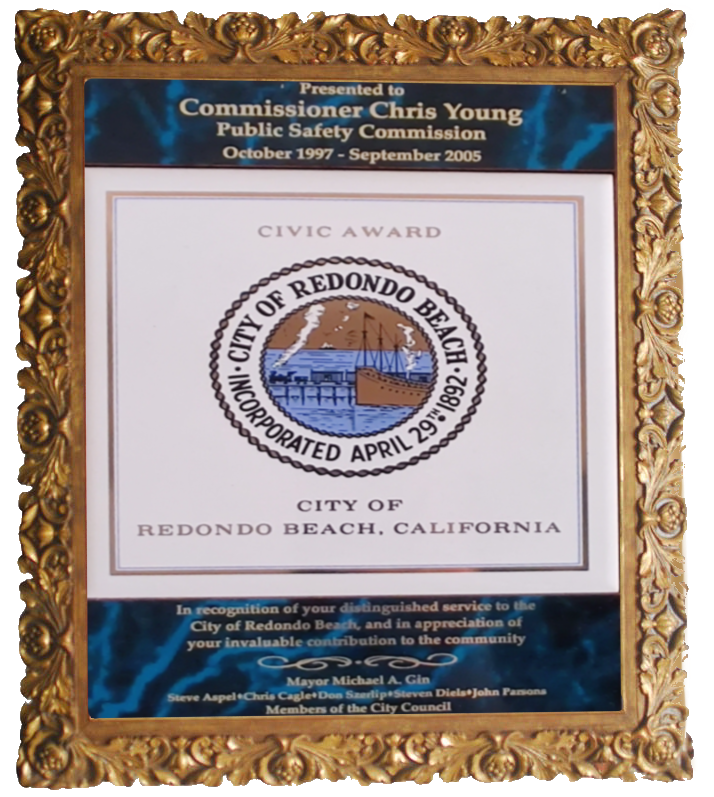 Presented to
Commissioner Chris Young
Public Safety Commission
October 1997 - September 2005
CIVIC AWARD
CITY OF REDONDO BEACH
• INCORPORATED APRIL 29TH 1892 •
CITY OF
REDONDO BEACH, CALIFORNIA
In recognition of your distinguished service to the
City of Redondo Beach, and in appreciation of
your invaluable contribution to the community
Mayor Michael A. Gin
Steve Aspel♦Chris Cagle♦Don Szerlip♦Steven Diels♦John Parsons
Members of the City Council